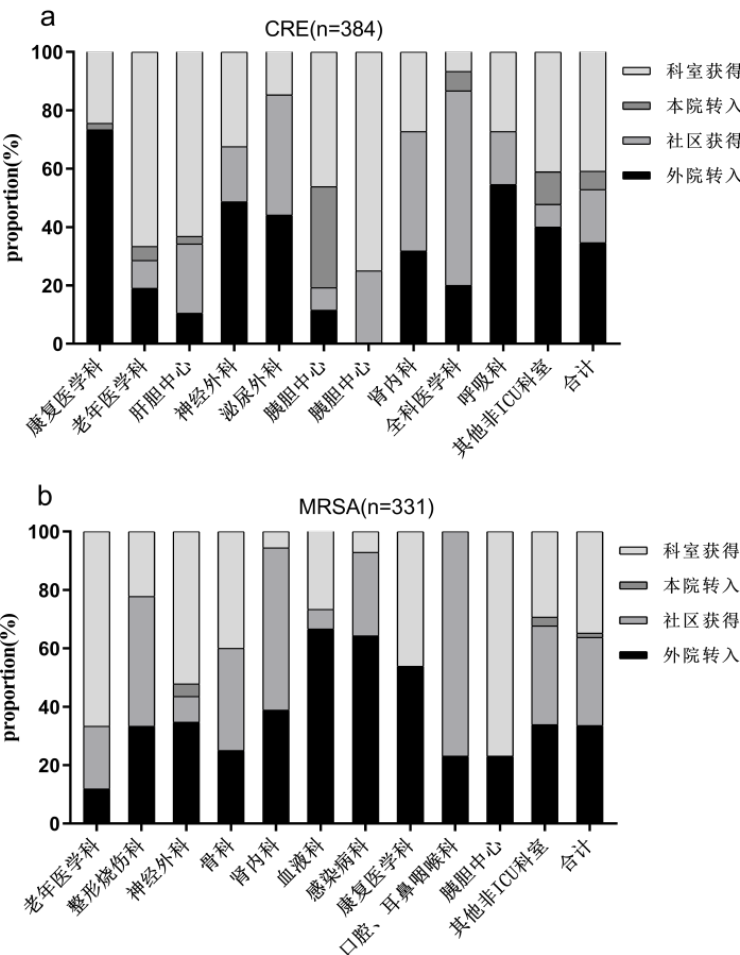 a
CRE(n=384)
proportion(%)
100
80
60
40
20
0
科室获得
本院转入
社区获得
外院转入
康复医学科
老年医学科
肝胆中心
神经外科
泌尿外科
胰胆中心
胰胆中心
肾内科
全科医学科
呼吸科
其他非ICU科室
合计
b
MRSA(n=331)
proportion(%)
100
80
60
40
20
0
科室获得
本院转入
社区获得
外院转入
老年医学科
整形烧伤科
神经外科
骨科
肾内科
血液科
感染病科
康复医学科
口腔、耳鼻咽喉科
胰胆中心
其他非ICU科室
合计